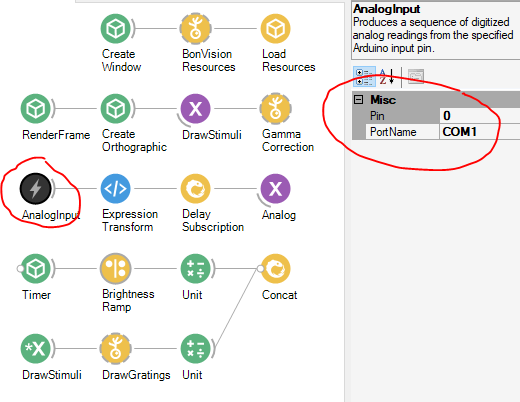 AnalogInput
Produces a sequence of digitized
analog readings from the specified
Arduino input pin.
Misc
Pin 0
PortName COM1
Create
Window
BonVision
Resources
Load
Resources
RenderFrame
Create
Orthographic
DrawStimuli
Gamma
Correction
AnalogInput
Expression
Transform
Delay
Subscription
Analog
Timer
Brightness
Ramp
Unit
Concat
DrawStimuli
DrawGratings
Unit